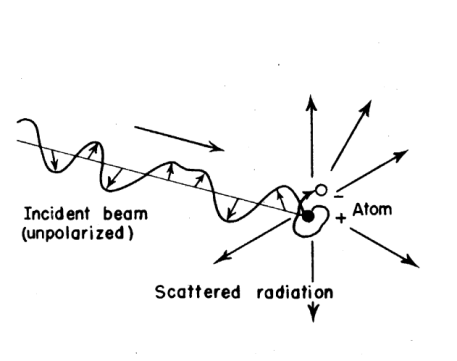 Incident beam
(unpolarized)
−
+ Atom
Scattered radiation